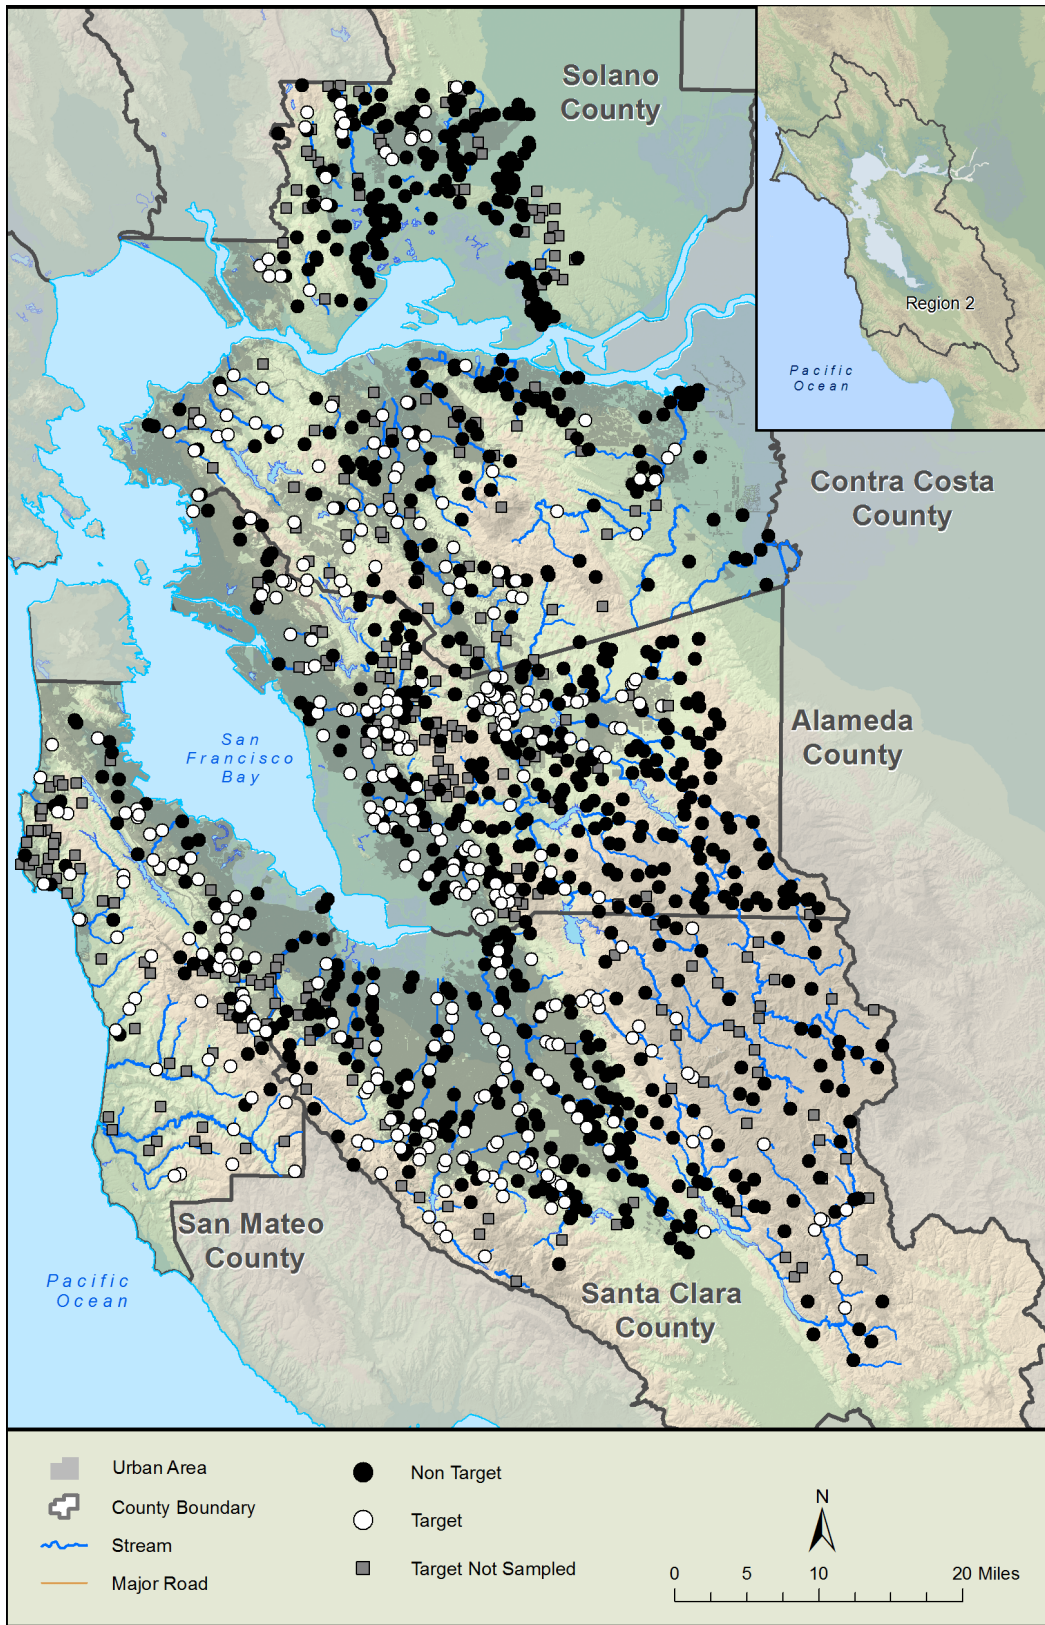 Solano
County
Region 2
Pacific
Ocean
Contra Costa
County
Alameda
County
San
Francisco
Bay
San Mateo
County
Pacific
Ocean
Santa Clara
County
Urban Area
County Boundary
Stream
Major Road
Non Target
Target
Target Not Sampled
N
0 5 10 20 Miles